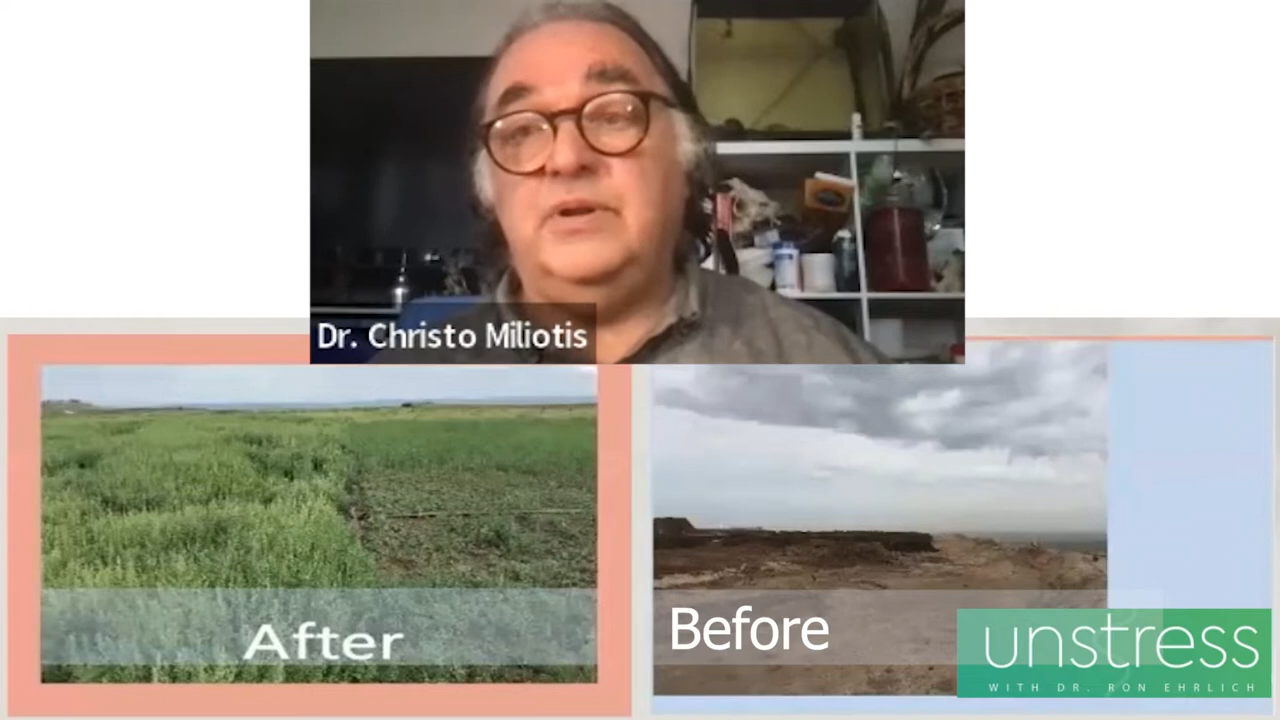 Dr. Christo Miliotis
After
Before
unstress
WITH DR. RON EHRLICH